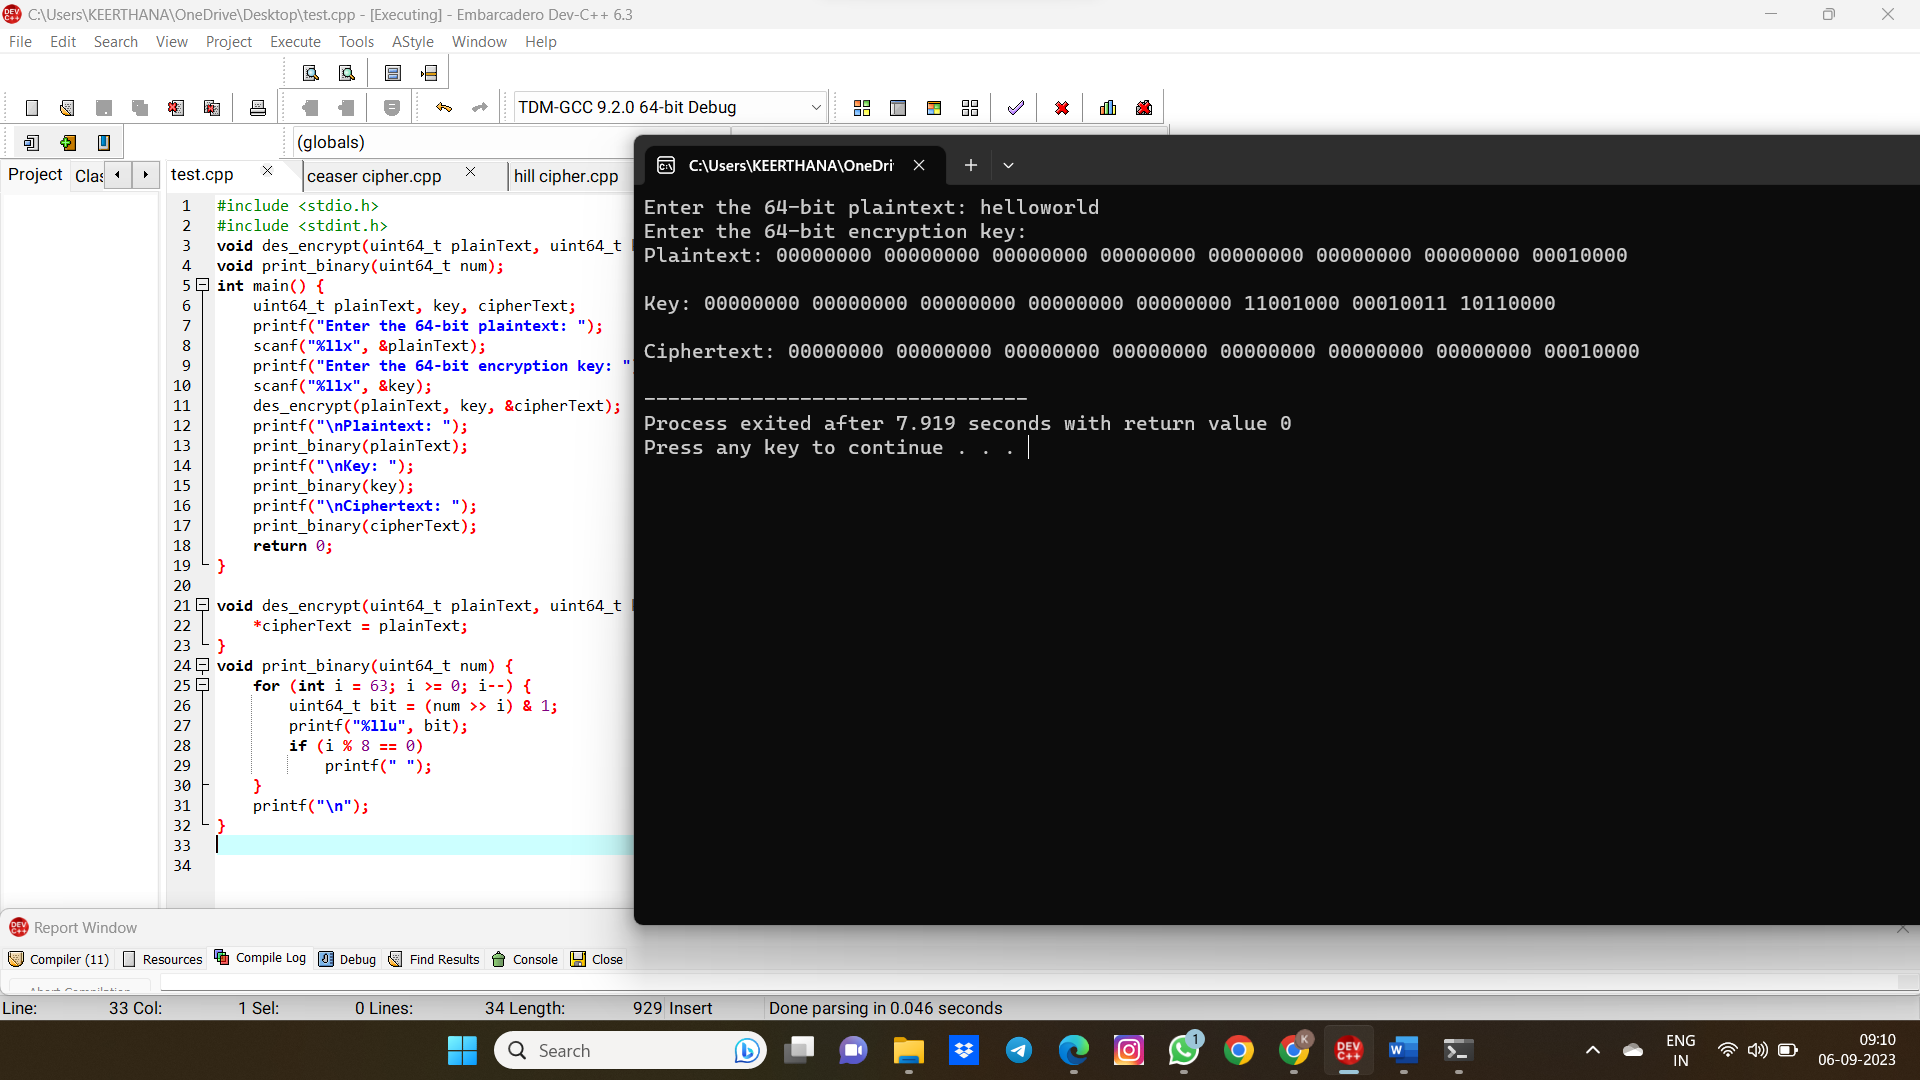 C:\Users\KEERTHANA\OneDrive\Desktop\test.cpp - [Executing] - Embarcadero Dev-C++ 6.3
File Edit Search View Project Execute Tools AStyle Window Help
TDM-GCC 9.2.0 64-bit Debug
(globals)
Project Clas test.cpp ceaser cipher.cpp hill cipher.cpp
1 #include <stdio.h>
2 #include <stdint.h>
3 void des_encrypt(uint64_t plainText, uint64_t
4 void print_binary(uint64_t num);
5 int main() {
6 uint64_t plainText, key, cipherText;
7 printf("Enter the 64-bit plaintext: ");
8 scanf("%llx", &plainText);
9 printf("Enter the 64-bit encryption key: "
10 scanf("%llx", &key);
11 des_encrypt(plainText, key, &cipherText);
12 printf("\nPlaintext: ");
13 print_binary(plainText);
14 printf("\nKey: ");
15 print_binary(key);
16 printf("\nCiphertext: ");
17 print_binary(cipherText);
18 return 0;
19 }
20
21 void des_encrypt(uint64_t plainText, uint64_t
22 *cipherText = plainText;
23 }
24 void print_binary(uint64_t num) {
25 for (int i = 63; i >= 0; i--) {
26 uint64_t bit = (num >> i) & 1;
27 printf("%llu", bit);
28 if (i % 8 == 0)
29 printf(" ");
30 }
31 printf("\n");
32 }
33
34
C:\Users\KEERTHANA\OneDri
Enter the 64-bit plaintext: helloworld
Enter the 64-bit encryption key:
Plaintext: 00000000 00000000 00000000 00000000 00000000 00000000 00000000 00010000
Key: 00000000 00000000 00000000 00000000 00000000 11001000 00010011 10110000
Ciphertext: 00000000 00000000 00000000 00000000 00000000 00000000 00000000 00010000
--------------------------------
Process exited after 7.919 seconds with return value 0
Press any key to continue . . .
Report Window
Compiler (11) Resources Compile Log Debug Find Results Console Close
Abort Compilation
Line: 33 Col: 1 Sel: 0 Lines: 34 Length: 929 Insert Done parsing in 0.046 seconds
Search
1
K
DEV C++
ENG
IN
09:10
06-09-2023